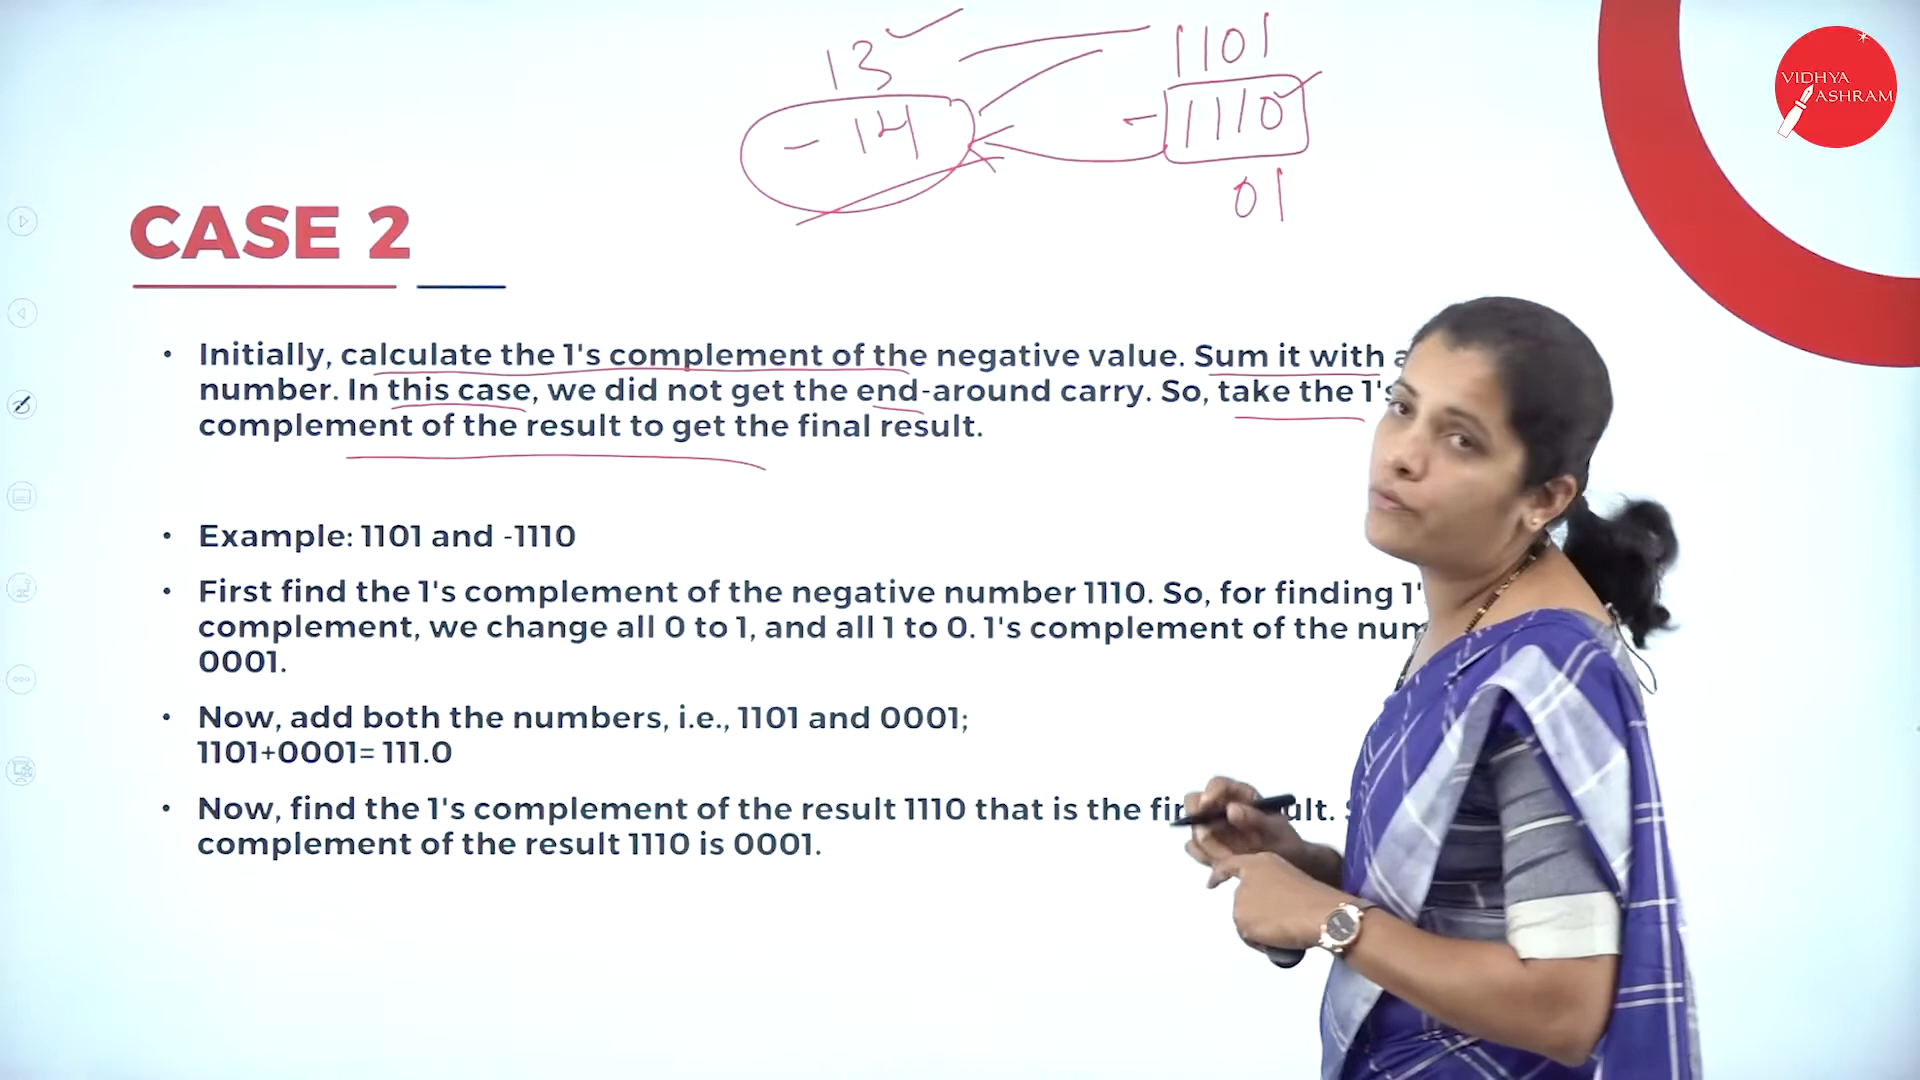 13 1101
- 14 - 1110
01
VIDHYA
ASHRAM
CASE 2
• Initially, calculate the 1's complement of the negative value. Sum it with
number. In this case, we did not get the end-around carry. So, take the 1's
complement of the result to get the final result.
• Example: 1101 and -1110
• First find the 1's complement of the negative number 1110. So, for finding 1'
complement, we change all 0 to 1, and all 1 to 0. 1's complement of the num
0001.
• Now, add both the numbers, i.e., 1101 and 0001;
1101+0001= 111.0
• Now, find the 1's complement of the result 1110 that is the
complement of the result 1110 is 0001.